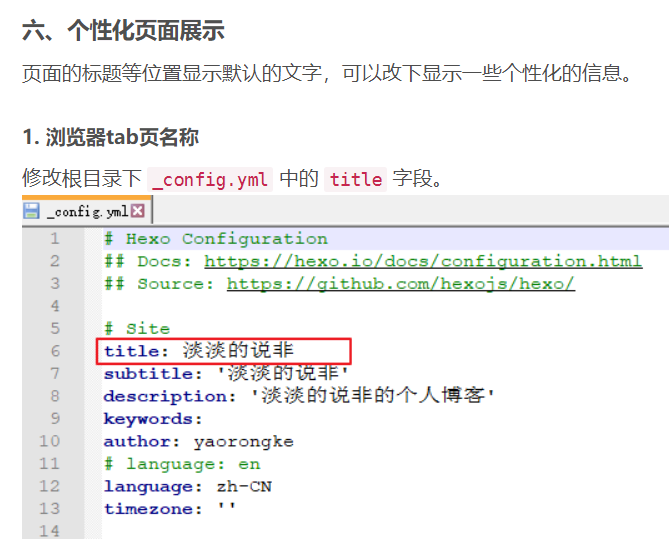 六、个性化页面展示
页面的标题等位置显示默认的文字，可以改下显示一些个性化的信息。
1. 浏览器tab页名称
修改根目录下 _config.yml 中的 title 字段。
_config.yml
1 # Hexo Configuration
2 ## Docs: https://hexo.io/docs/configuration.html
3 ## Source: https://github.com/hexojs/hexo/
4
5 # Site
6 title: 淡淡的说非
7 subtitle: '淡淡的说非'
8 description: '淡淡的说非的个人博客'
9 keywords:
10 author: yaorongke
11 # language: en
12 language: zh-CN
13 timezone: ''
14